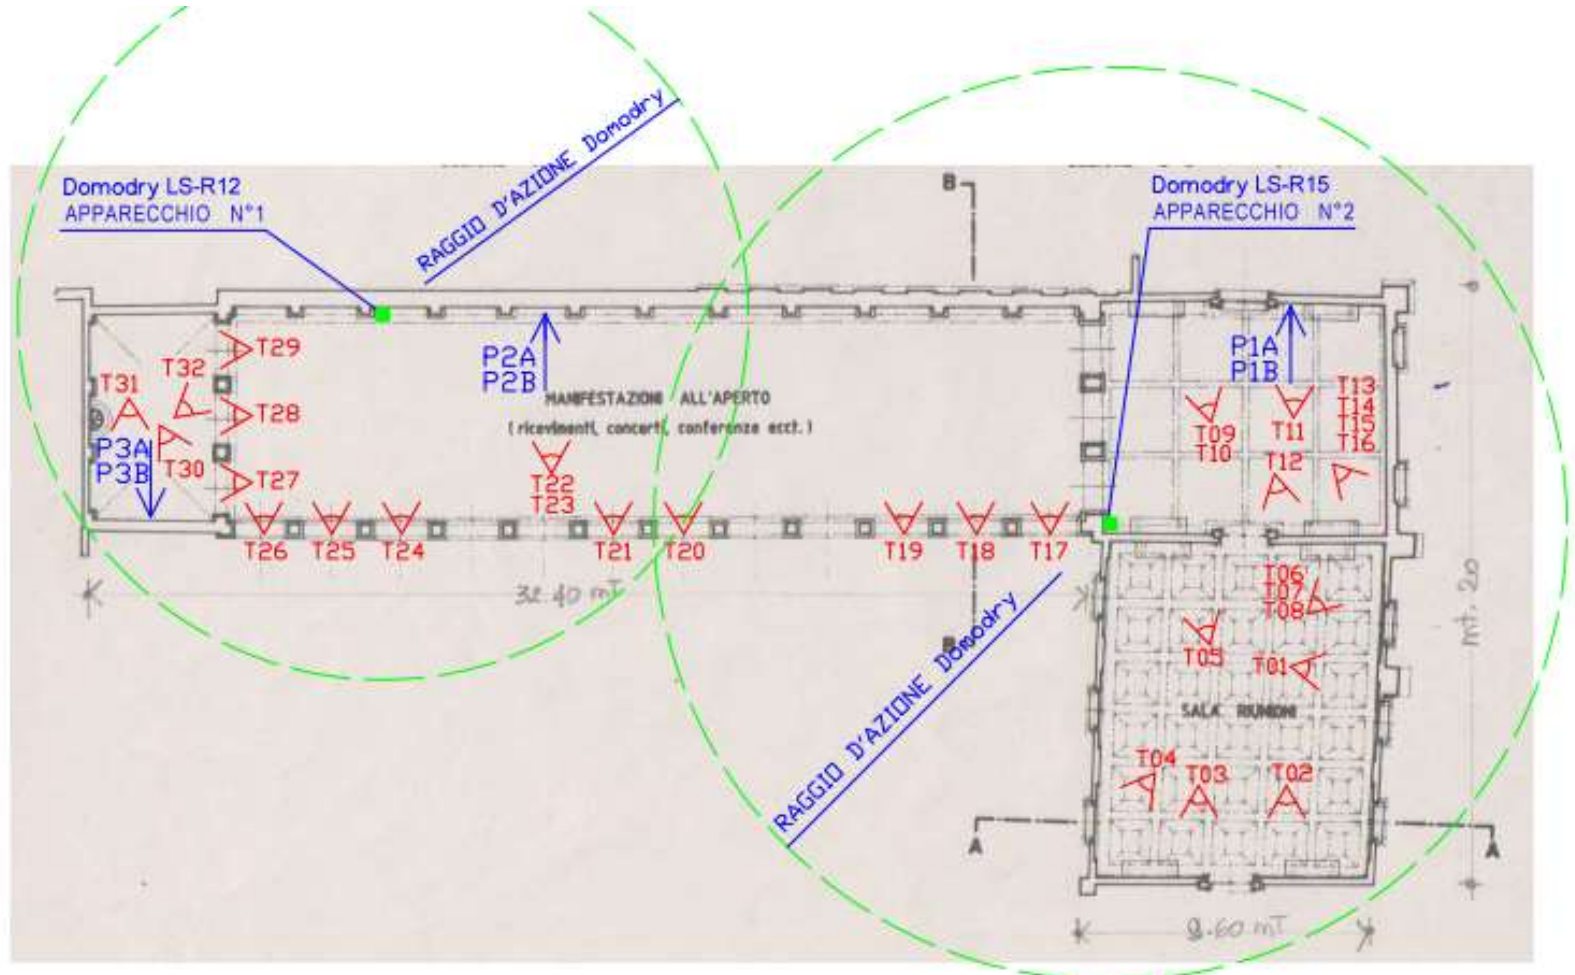 Domodry LS-R12
APPARECCHIO N°1
RAGGIO D'AZIONE Domodry
B
Domodry LS-R15
APPARECCHIO N°2
T29
T32
T31
T28
P3A
P3B
T30
T27
P2A
P2B
MANIFESTAZIONI ALL'APERTO
(ricevimenti, concerti, conferenze ecct.)
T22
T23
T26
T25
T24
T21
T20
T19
T18
T17
P1A
P1B
T09
T10
T11
T12
T13
T14
T15
T16
32.40 mT
mt. 20
B
RAGGIO D'AZIONE Domodry
T06
T07
T08
T05
T01
SALA RIUNIONI
T04
T03
T02
A
A
8.60 mT